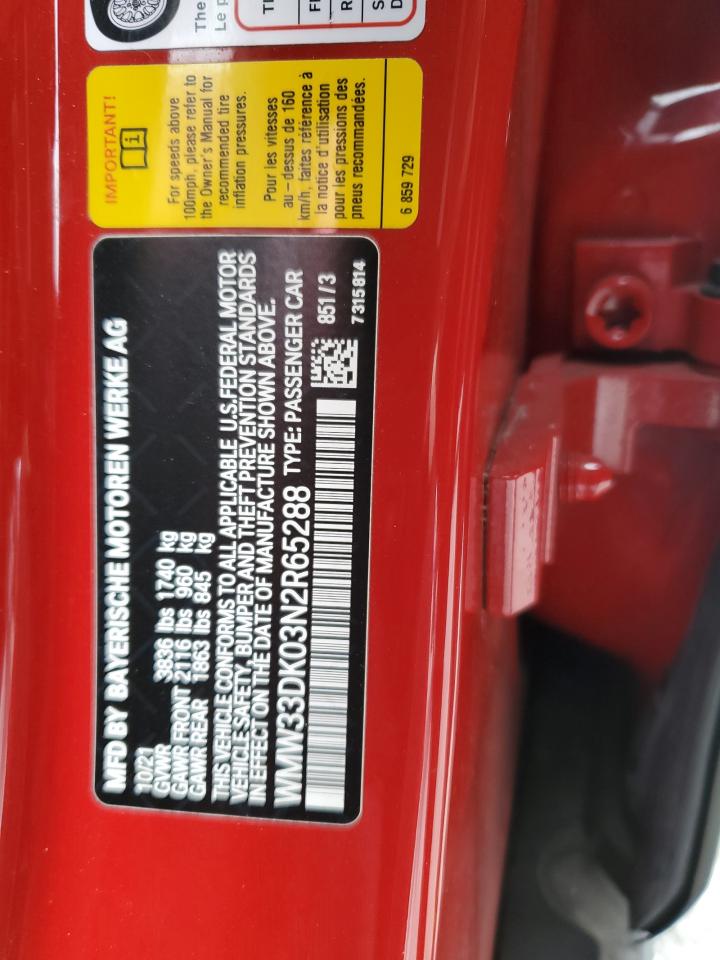 MFD BY BAYERISCHE MOTOREN WERKE AG
10/21
GVWR 3836 lbs 1740 kg
GAWR FRONT 2116 lbs 960 kg
GAWR REAR 1863 lbs 845 kg
THIS VEHICLE CONFORMS TO ALL APPLICABLE U.S.FEDERAL MOTOR
VEHICLE SAFETY, BUMPER AND THEFT PREVENTION STANDARDS
IN EFFECT ON THE DATE OF MANUFACTURE SHOWN ABOVE.
WMW33DK03N2R65288 TYPE: PASSENGER CAR
851/3
7315814
IMPORTANT!
For speeds above
100mph, please refer to
the Owner's Manual for
recommended tire
inflation pressures.
Pour les vitesses
au-dessus de 160
km/h, faites référence à
la notice d'utilisation
pour les pressions des
pneus recommandées.
6 859 729
The
Le